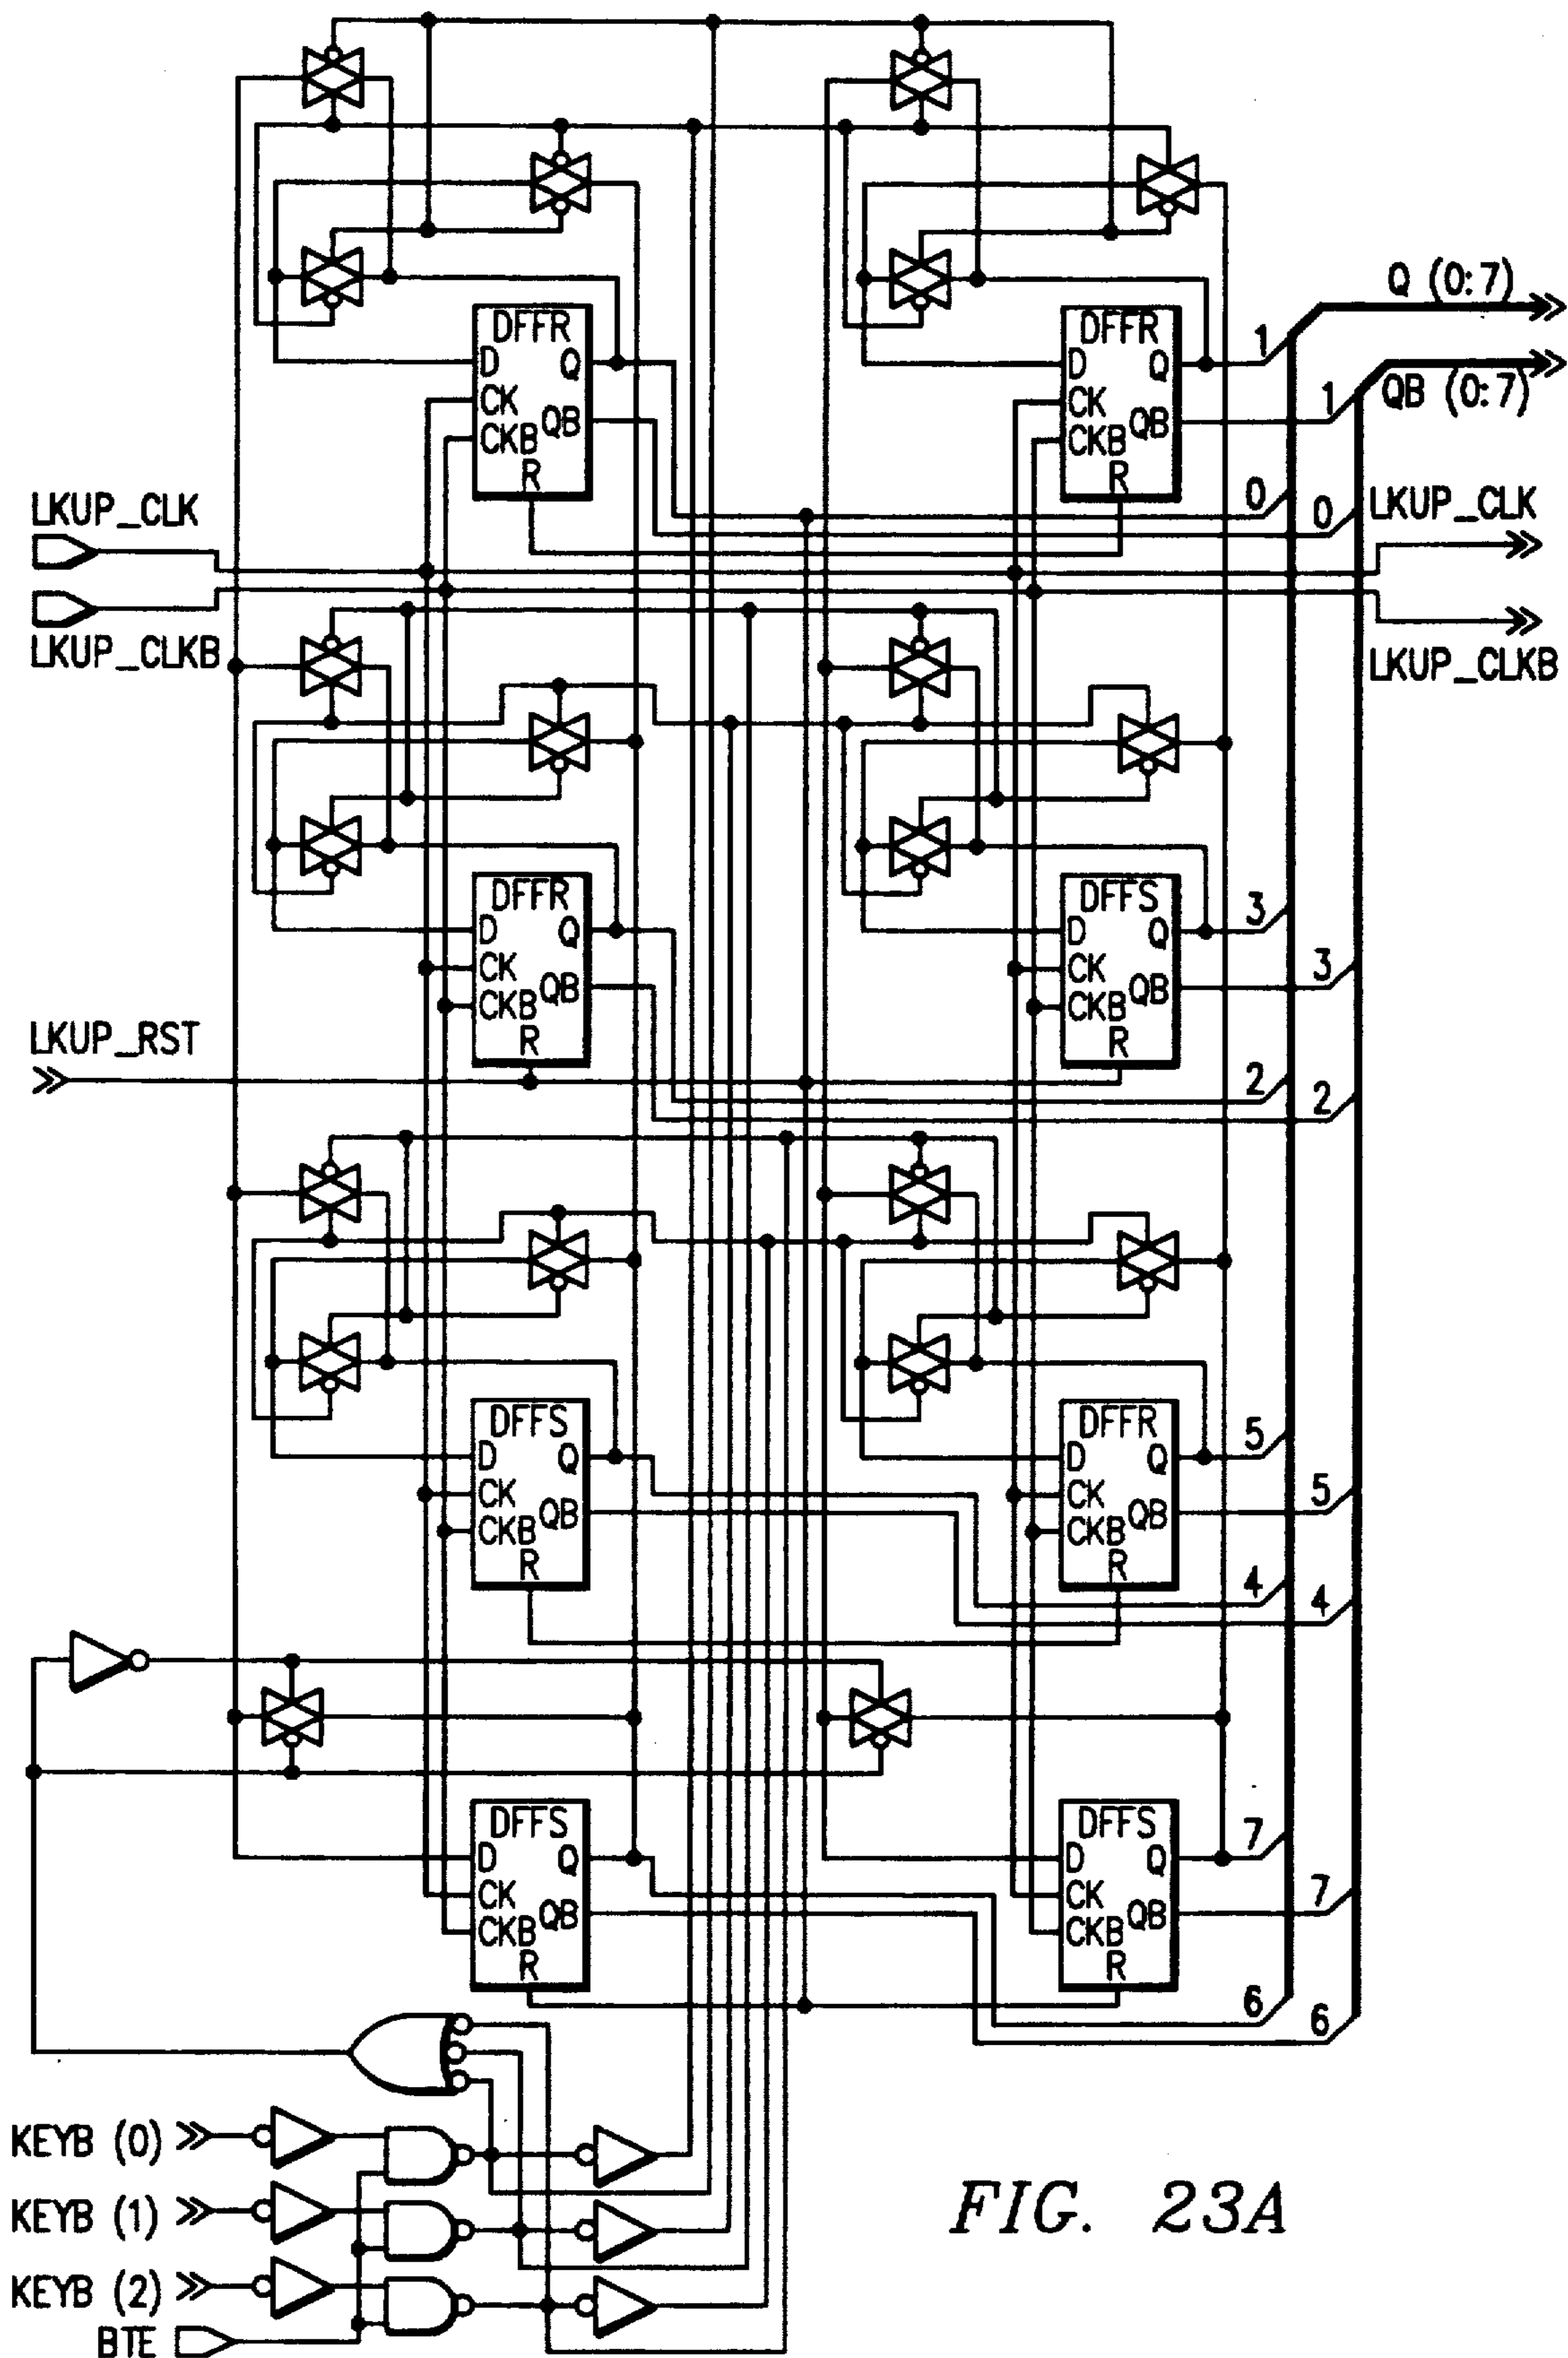 Q (0:7)
DFFR
D Q
CK
QB
CKB
R
DFFR
D Q
CK
QB
CKB
R
1
1
QB (0:7)
0
0
LKUP_CLK
LKUP_CLK
LKUP_CLKB
LKUP_CLKB
DFFR
D Q
CK
QB
CKB
R
DFFS
D Q
CK
QB
CKB
R
3
3
LKUP_RST
2
2
DFFS
D Q
CK
QB
CKB
R
DFFR
D Q
CK
QB
CKB
R
5
5
4
4
DFFS
D Q
CK
QB
CKB
R
DFFS
D Q
CK
QB
CKB
R
7
7
6
6
KEYB (0)
KEYB (1)
KEYB (2)
BTE
FIG. 23A